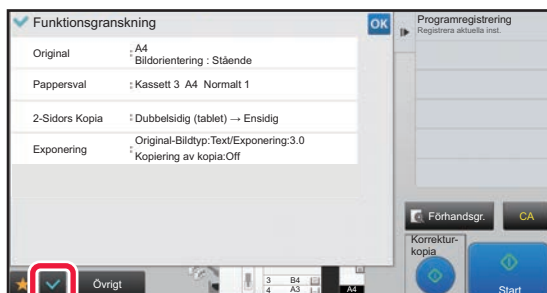 Funktionsgranskning
OK
Original : A4
Bildorientering : Stående
Pappersval : Kassett 3 A4 Normalt 1
2-Sidors Kopia : Dubbelsidig (tablet) → Ensidig
Exponering : Original-Bildtyp:Text/Exponering:3.0
Kopiering av kopia:Off
Övrigt
3 B4
4 A3
A4
Programregistrering
Registrera aktuella inst.
Förhandsgr.
CA
Korrektur-
kopia
Start